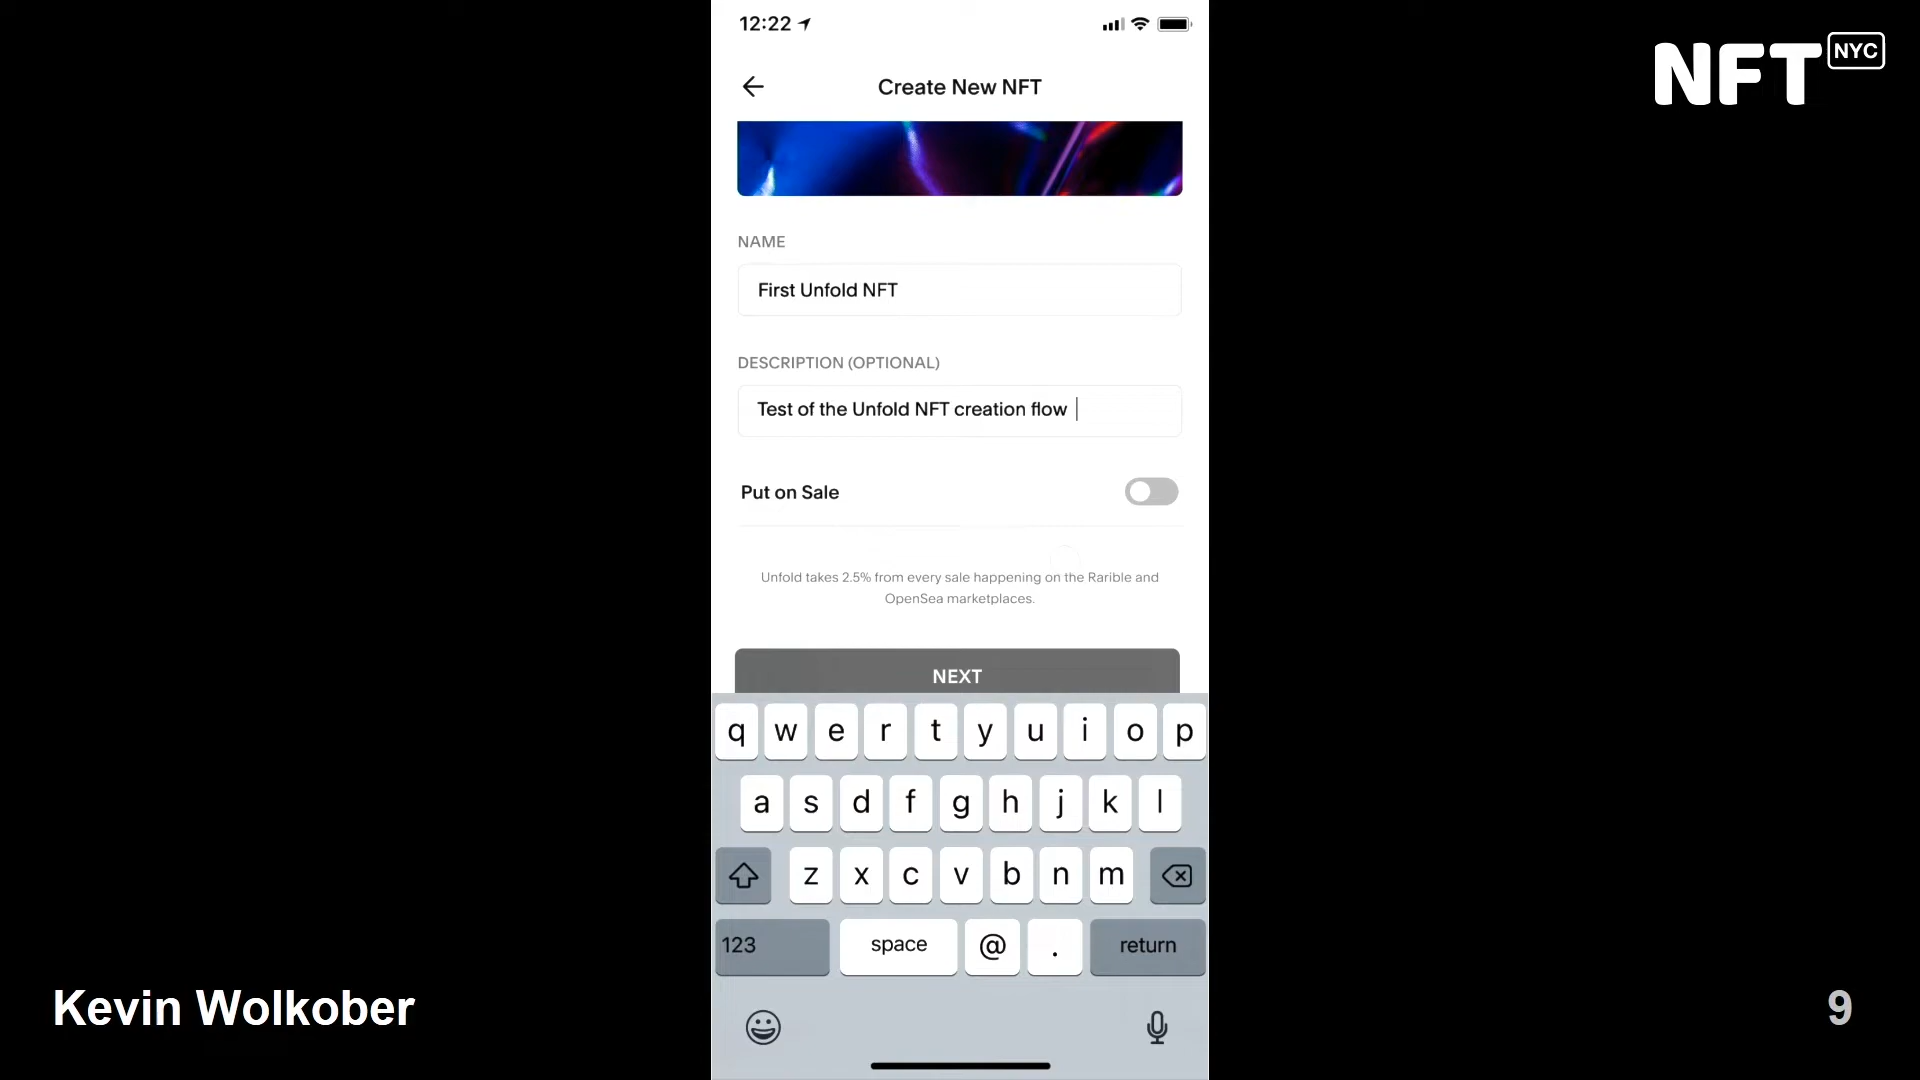 12:22
NFT NYC
Create New NFT
NAME
First Unfold NFT
DESCRIPTION (OPTIONAL)
Test of the Unfold NFT creation flow
Put on Sale
Unfold takes 2.5% from every sale happening on the Rarible and
OpenSea marketplaces.
NEXT
q w e r t y u i o p
a s d f g h j k l
z x c v b n m
123 space @ . return
Kevin Wolkober
9